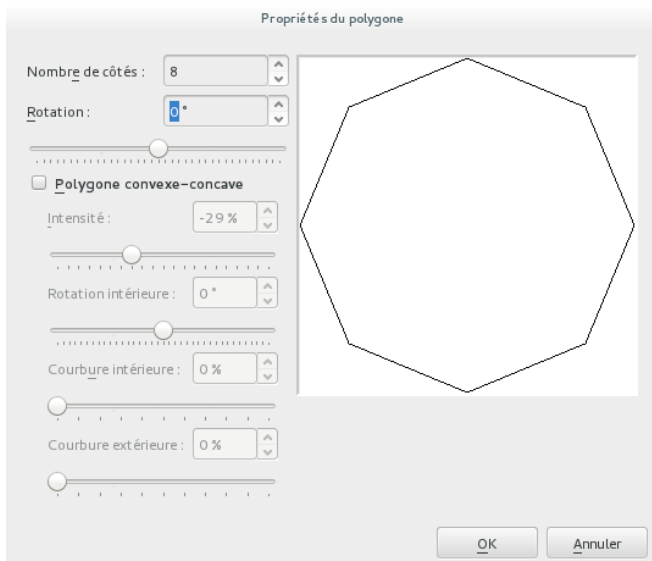 Propriétés du polygone
Nombre de côtés : 8
Rotation : 0 °
Polygone convexe-concave
Intensité : -29 %
Rotation intérieure : 0 °
Courbure intérieure : 0 %
Courbure extérieure : 0 %
OK Annuler